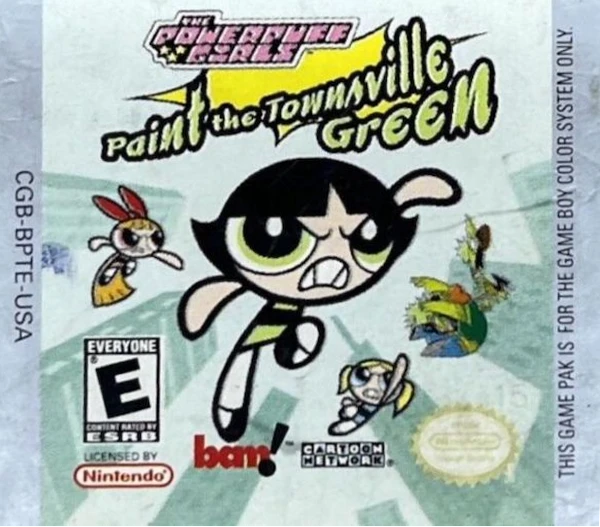 THE
POWERPUFF
GIRLS
Paint the Townsville
Green
CGB-BPTE-USA
THIS GAME PAK IS FOR THE GAME BOY COLOR SYSTEM ONLY.
EVERYONE
E
CONTENT RATED BY
ESRB
LICENSED BY
Nintendo
bam!
CARTOON
NETWORK
15